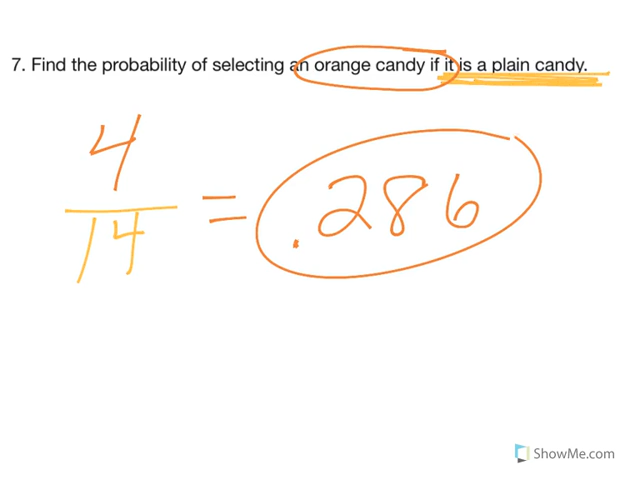 7. Find the probability of selecting an orange candy if it is a plain candy.
4
14
= .286
ShowMe.com